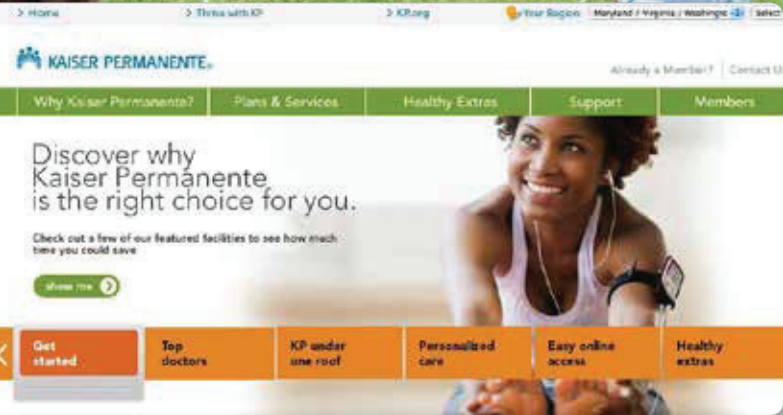 > Home
> Thrive with KP
> KP.org
Your Region: Maryland / Virginia / Washingto
Select
KAISER PERMANENTE®
Already a Member? | Contact U
Why Kaiser Permanente?
Plans & Services
Healthy Extras
Support
Members
Discover why
Kaiser Permanente
is the right choice for you.
Check out a few of our featured facilities to see how much
time you could save
show me
Get
started
Top
doctors
KP under
one roof
Personalized
care
Easy online
access
Healthy
extras